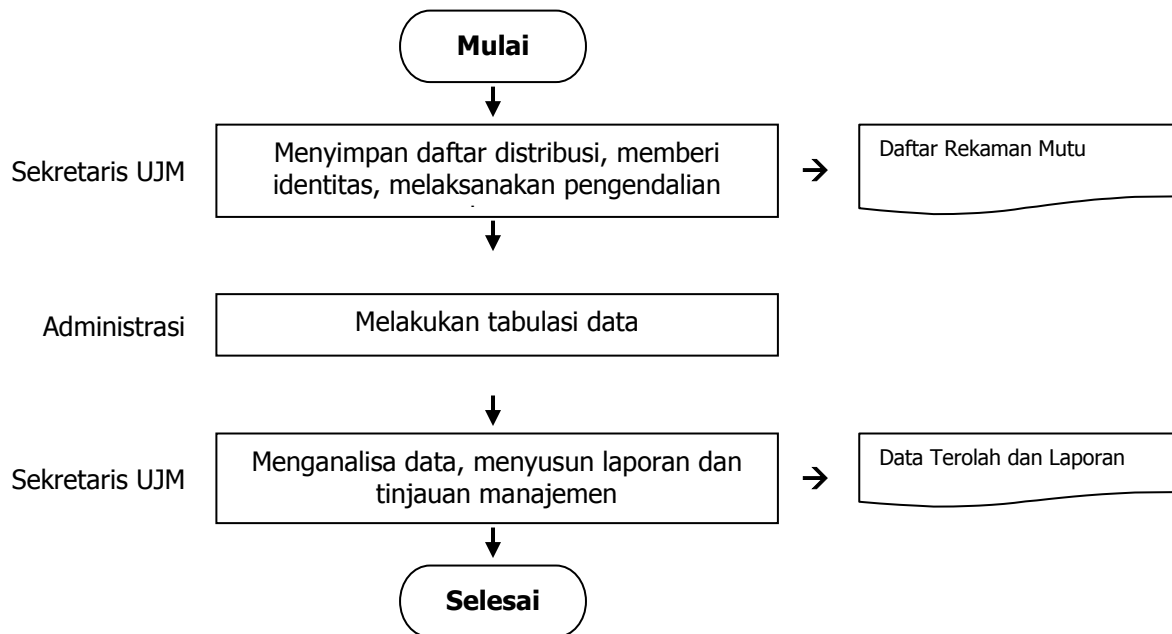 Mulai
Sekretaris UJM
Menyimpan daftar distribusi, memberi
identitas, melaksanakan pengendalian
Daftar Rekaman Mutu
Administrasi
Melakukan tabulasi data
Sekretaris UJM
Menganalisa data, menyusun laporan dan
tinjauan manajemen
Data Terolah dan Laporan
Selesai